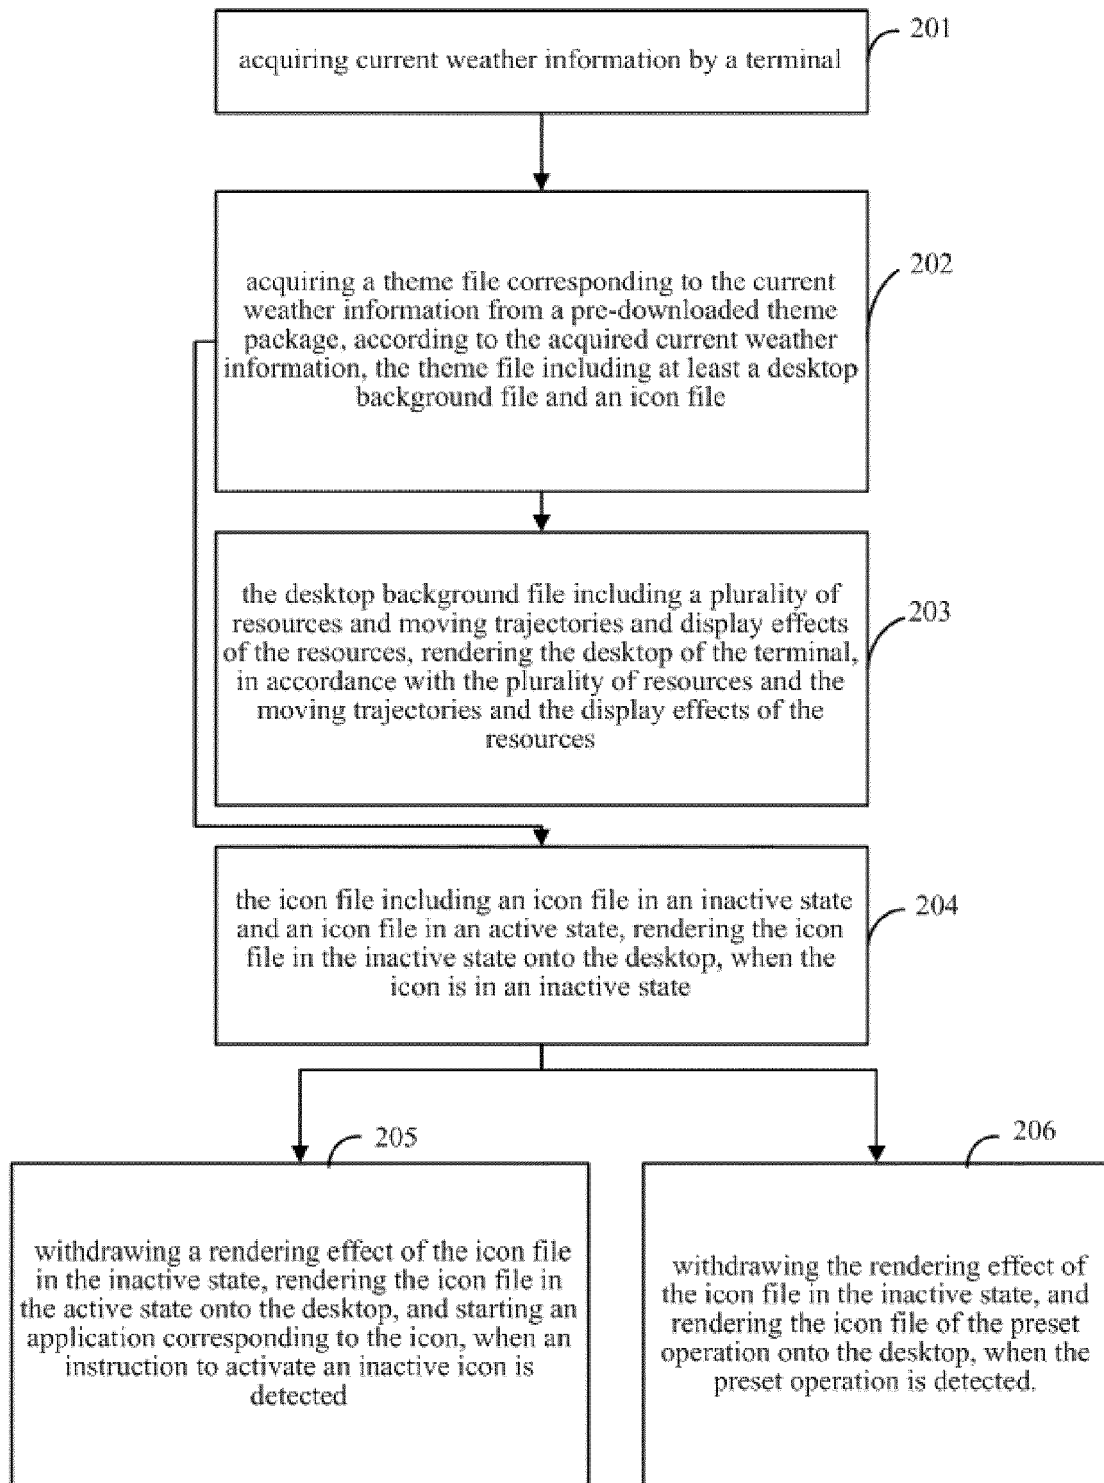 201
acquiring current weather information by a terminal
202
acquiring a theme file corresponding to the current
weather information from a pre-downloaded theme
package, according to the acquired current weather
information, the theme file including at least a desktop
background file and an icon file
203
the desktop background file including a plurality of
resources and moving trajectories and display effects
of the resources, rendering the desktop of the terminal,
in accordance with the plurality of resources and the
moving trajectories and the display effects of the
resources
204
the icon file including an icon file in an inactive state
and an icon file in an active state, rendering the icon
file in the inactive state onto the desktop, when the
icon is in an inactive state
205
withdrawing a rendering effect of the icon file
in the inactive state, rendering the icon file in
the active state onto the desktop, and starting an
application corresponding to the icon, when an
instruction to activate an inactive icon is
detected
206
withdrawing the rendering effect of
the icon file in the inactive state, and
rendering the icon file of the preset
operation onto the desktop, when the
preset operation is detected.